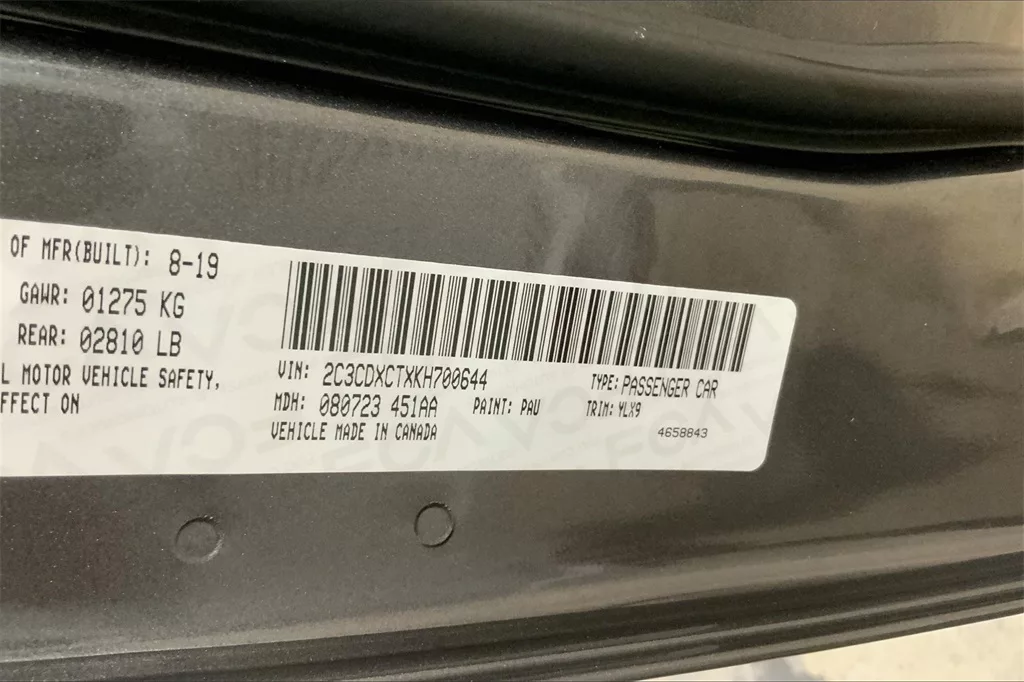 OF MFR(BUILT): 8-19
GAWR: 01275 KG
REAR: 02810 LB
L MOTOR VEHICLE SAFETY,
FFECT ON
VIN: 2C3CDXCTXKH700644
TYPE: PASSENGER CAR
MDH: 080723 451AA
PAINT: PAU
TRIM: YLX9
VEHICLE MADE IN CANADA
4658843